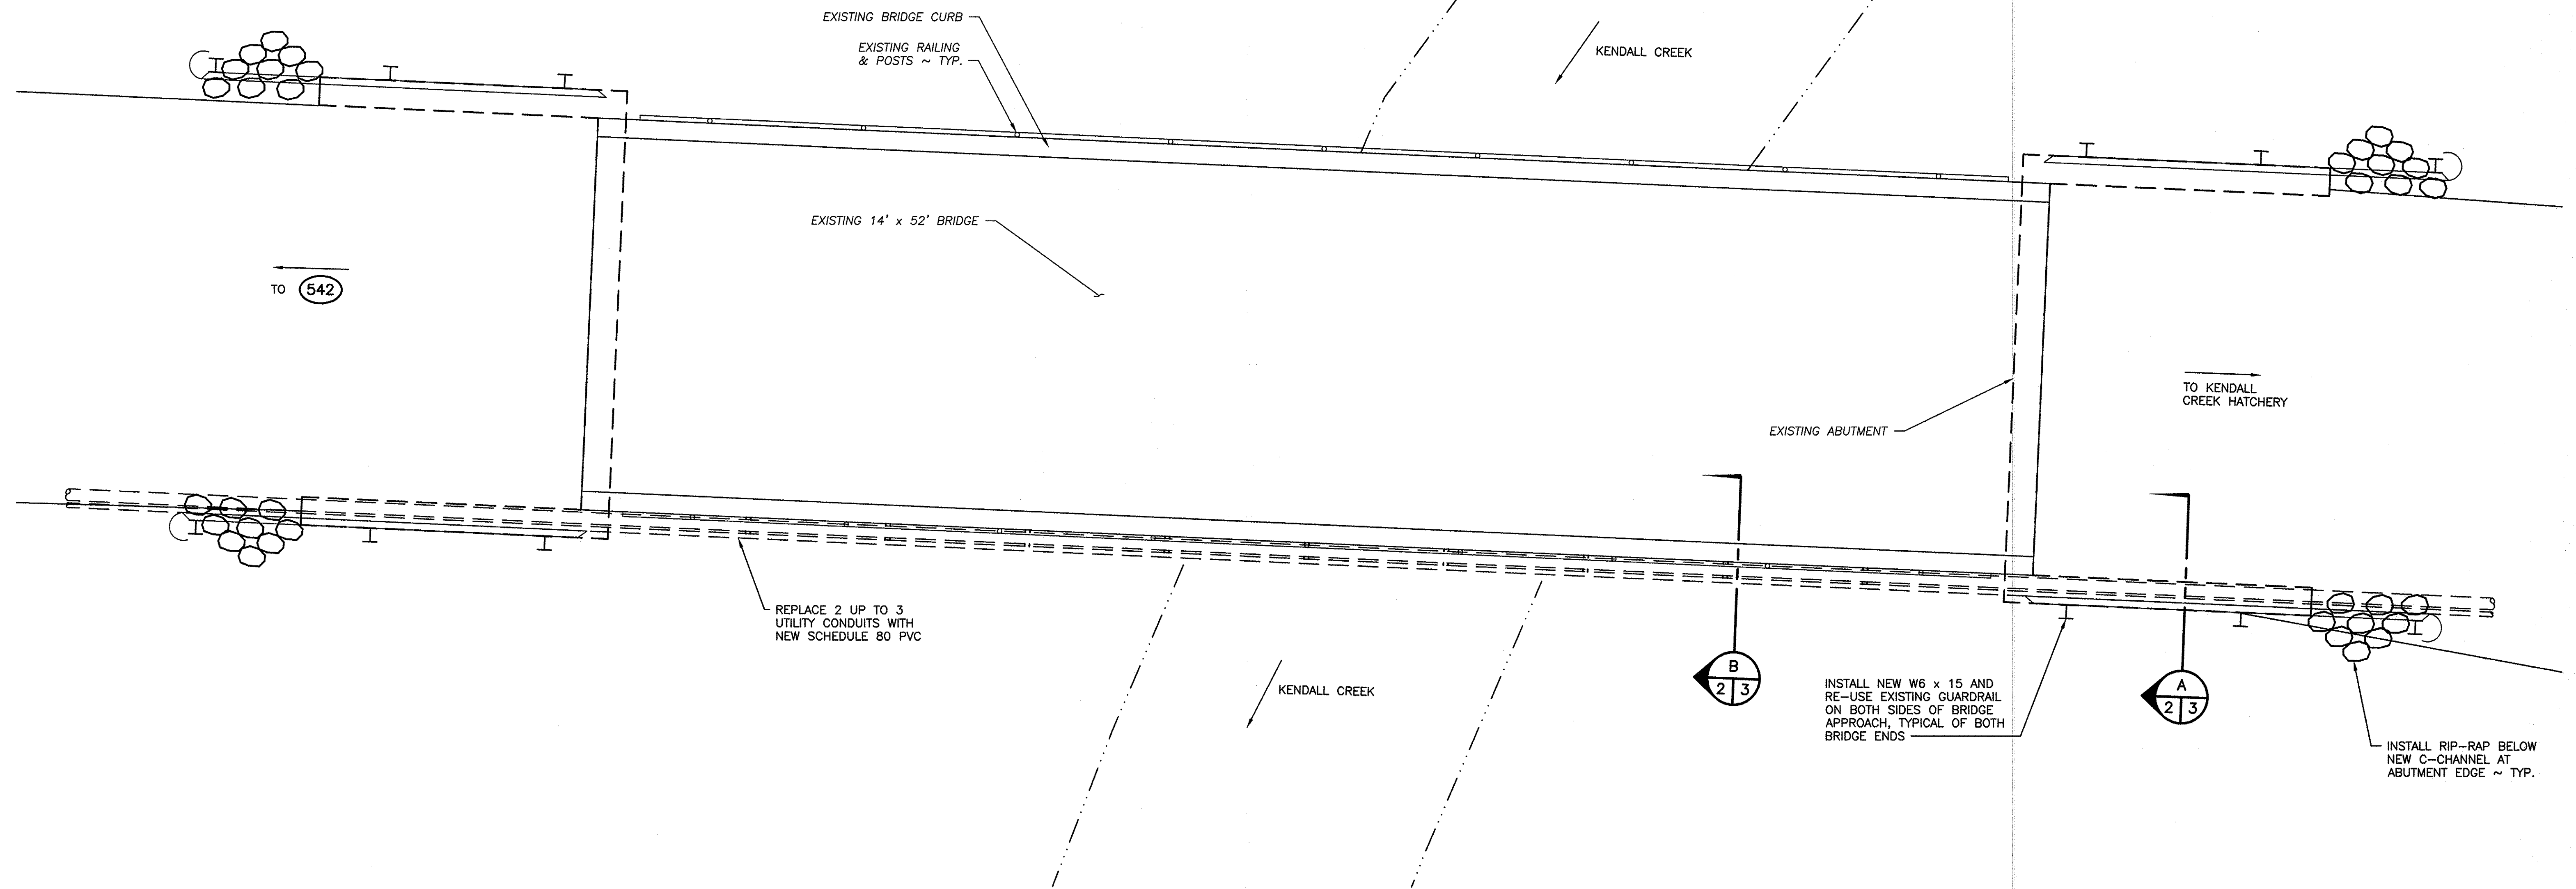 EXISTING BRIDGE CURB
EXISTING RAILING
& POSTS ~ TYP.
KENDALL CREEK
EXISTING 14' x 52' BRIDGE
TO 542
TO KENDALL
CREEK HATCHERY
EXISTING ABUTMENT
REPLACE 2 UP TO 3
UTILITY CONDUITS WITH
NEW SCHEDULE 80 PVC
KENDALL CREEK
B
2 3
A
2 3
INSTALL NEW W6 x 15 AND
RE-USE EXISTING GUARDRAIL
ON BOTH SIDES OF BRIDGE
APPROACH, TYPICAL OF BOTH
BRIDGE ENDS
INSTALL RIP-RAP BELOW
NEW C-CHANNEL AT
ABUTMENT EDGE ~ TYP.